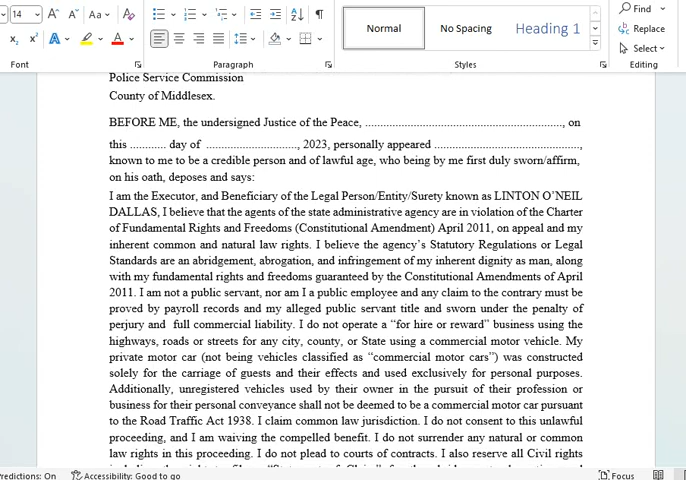 14 Aa
Find
Replace
Select
Normal No Spacing Heading 1
Font Paragraph Styles Editing
Police Service Commission
County of Middlesex.
BEFORE ME, the undersigned Justice of the Peace, ......................................................................, on
this ............ day of ................................, 2023, personally appeared ....................................................,
known to me to be a credible person and of lawful age, who being by me first duly sworn/affirm,
on his oath, deposes and says:
I am the Executor, and Beneficiary of the Legal Person/Entity/Surety known as LINTON O’NEIL
DALLAS, I believe that the agents of the state administrative agency are in violation of the Charter
of Fundamental Rights and Freedoms (Constitutional Amendment) April 2011, on appeal and my
inherent common and natural law rights. I believe the agency’s Statutory Regulations or Legal
Standards are an abridgement, abrogation, and infringement of my inherent dignity as man, along
with my fundamental rights and freedoms guaranteed by the Constitutional Amendments of April
2011. I am not a public servant, nor am I a public employee and any claim to the contrary must be
proved by payroll records and my alleged public servant title and sworn under the penalty of
perjury and full commercial liability. I do not operate a “for hire or reward” business using the
highways, roads or streets for any city, county, or State using a commercial motor vehicle. My
private motor car (not being vehicles classified as “commercial motor cars”) was constructed
solely for the carriage of guests and their effects and used exclusively for personal purposes.
Additionally, unregistered vehicles used by their owner in the pursuit of their profession or
business for their personal conveyance shall not be deemed to be a commercial motor car pursuant
to the Road Traffic Act 1938. I claim common law jurisdiction. I do not consent to this unlawful
proceeding, and I am waiving the compelled benefit. I do not surrender any natural or common
law rights in this proceeding. I do not plead to courts of contracts. I also reserve all Civil rights
redictions: On Accessibility: Good to go Focus